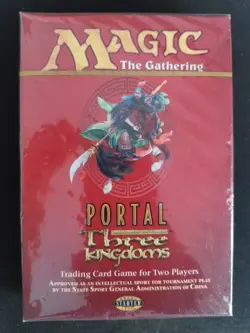 MAGIC
The Gathering
PORTAL
Three
Kingdoms
Trading Card Game for Two Players
APPROVED AS AN INTELLECTUAL SPORT FOR TOURNAMENT PLAY
BY THE STATE SPORT GENERAL ADMINISTRATION OF CHINA
STARTER